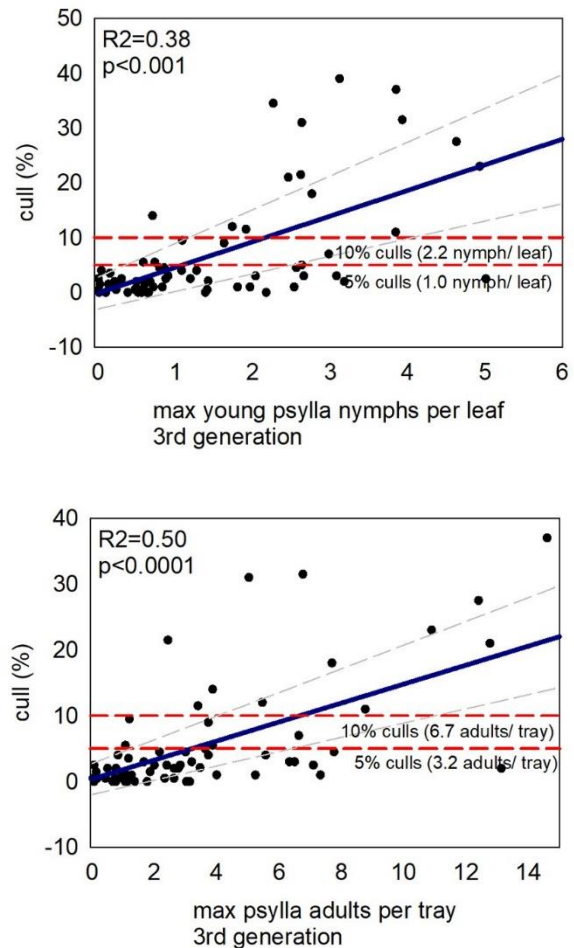 R2=0.38
p<0.001
50
40
30
20
10
0
-10
cull (%)
10% culls (2.2 nymph/ leaf)
5% culls (1.0 nymph/ leaf)
0 1 2 3 4 5 6
max young psylla nymphs per leaf
3rd generation
R2=0.50
p<0.0001
40
30
20
10
0
-10
cull (%)
10% culls (6.7 adults/ tray)
5% culls (3.2 adults/ tray)
0 2 4 6 8 10 12 14
max psylla adults per tray
3rd generation